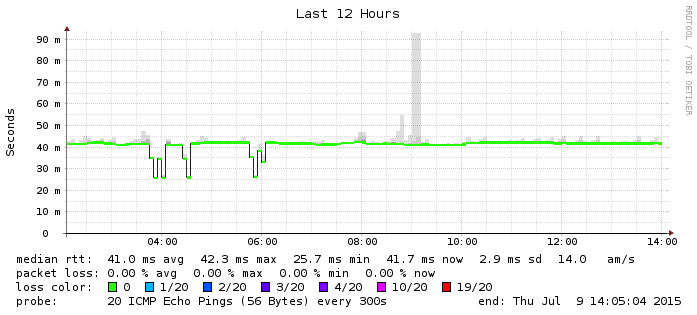 Last 12 Hours
RRDTOOL / TOBI OETIKER
Seconds
90 m
80 m
70 m
60 m
50 m
40 m
30 m
20 m
10 m
0
04:00 06:00 08:00 10:00 12:00 14:00
median rtt: 41.0 ms avg 42.3 ms max 25.7 ms min 41.7 ms now 2.9 ms sd 14.0 am/s
packet loss: 0.00 % avg 0.00 % max 0.00 % min 0.00 % now
loss color: 0 1/20 2/20 3/20 4/20 10/20 19/20
probe: 20 ICMP Echo Pings (56 Bytes) every 300s end: Thu Jul 9 14:05:04 2015